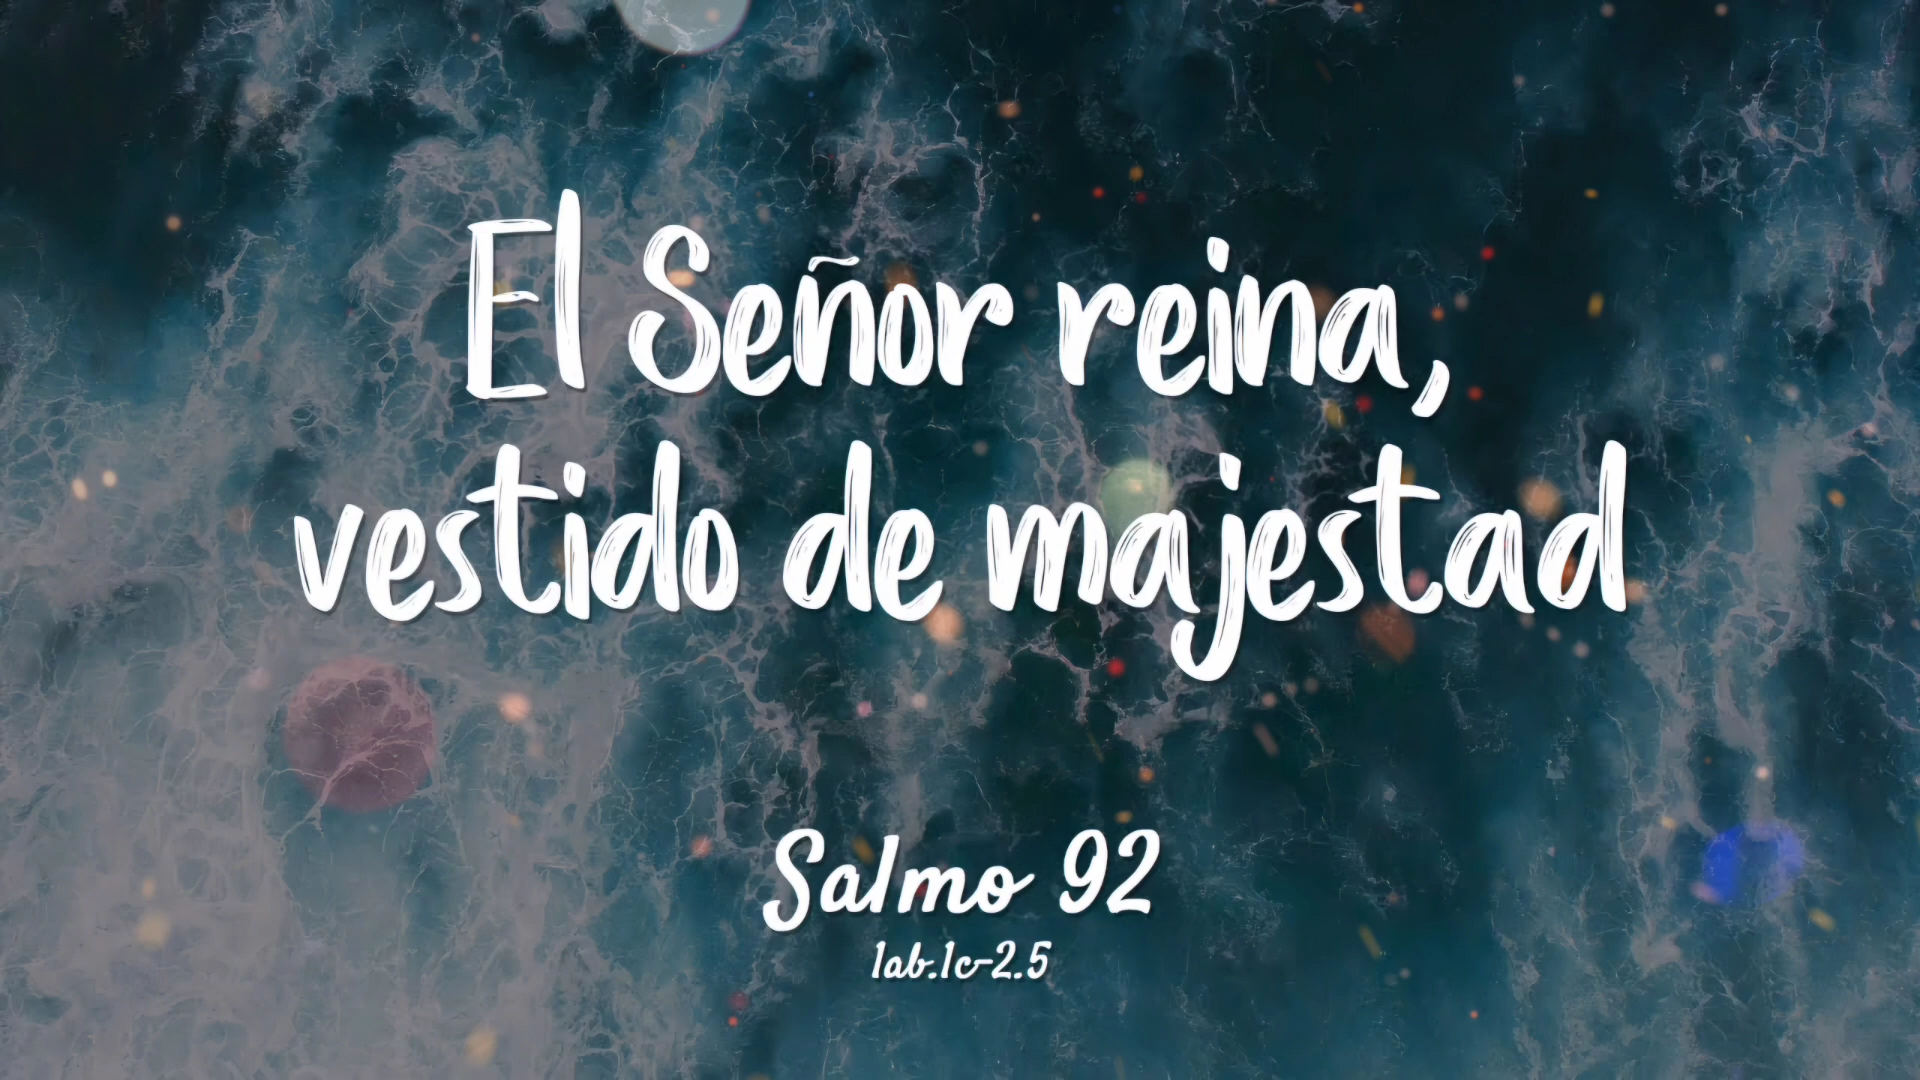 El Señor reina,
vestido de majestad
Salmo 92
1ab.1c-2.5